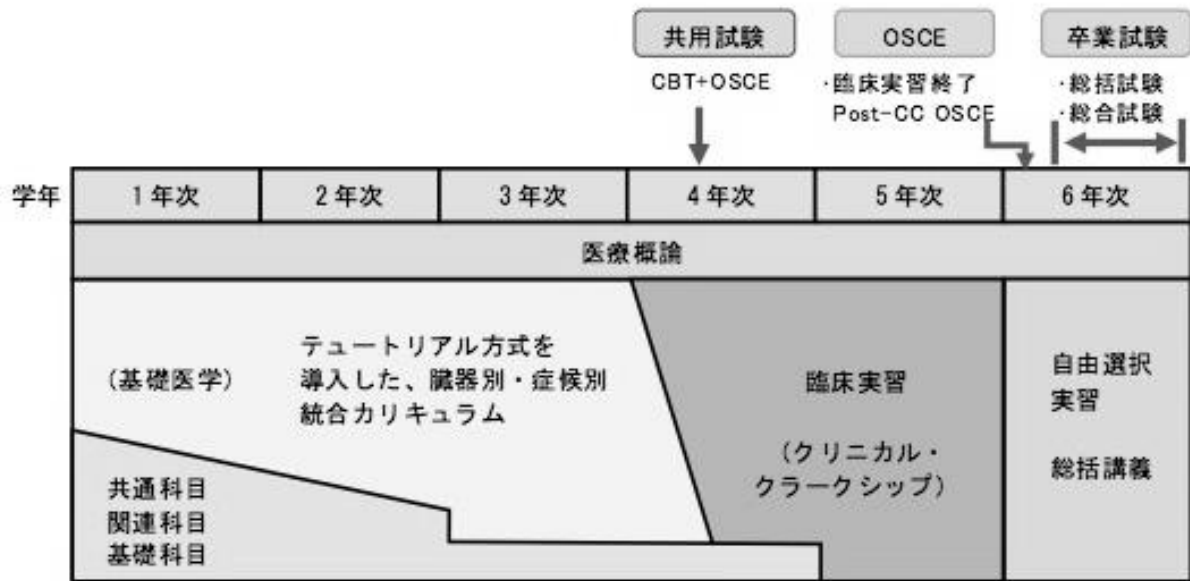 共用試験
OSCE
卒業試験
CBT+OSCE
・臨床実習終了
Post-CC OSCE
・総括試験
・総合試験
学年
1年次
2年次
3年次
4年次
5年次
6年次
医療概論
(基礎医学)
テュートリアル方式を
導入した、臓器別・症候別
統合カリキュラム
臨床実習
(クリニカル・
クラークシップ)
自由選択
実習
総括講義
共通科目
関連科目
基礎科目